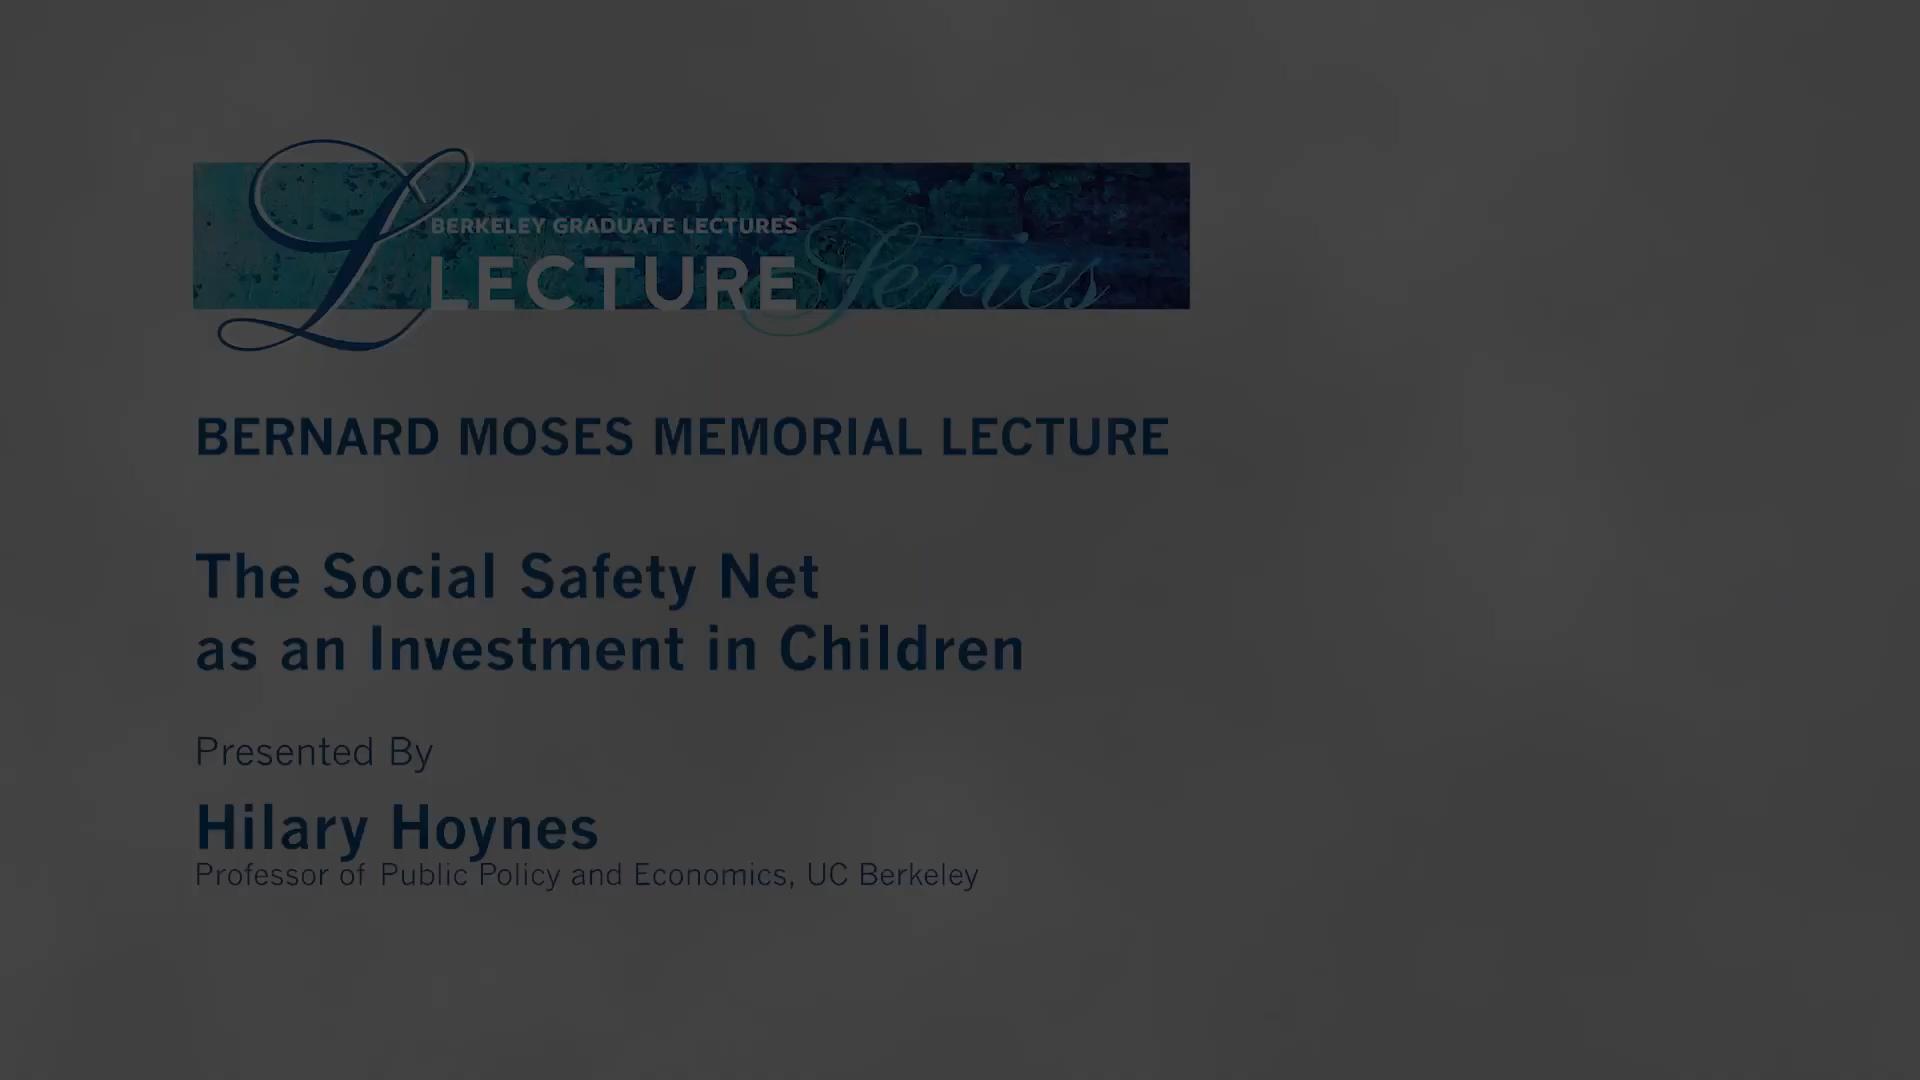 BERKELEY GRADUATE LECTURES
LECTURE Series
BERNARD MOSES MEMORIAL LECTURE
The Social Safety Net
as an Investment in Children
Presented By
Hilary Hoynes
Professor of Public Policy and Economics, UC Berkeley